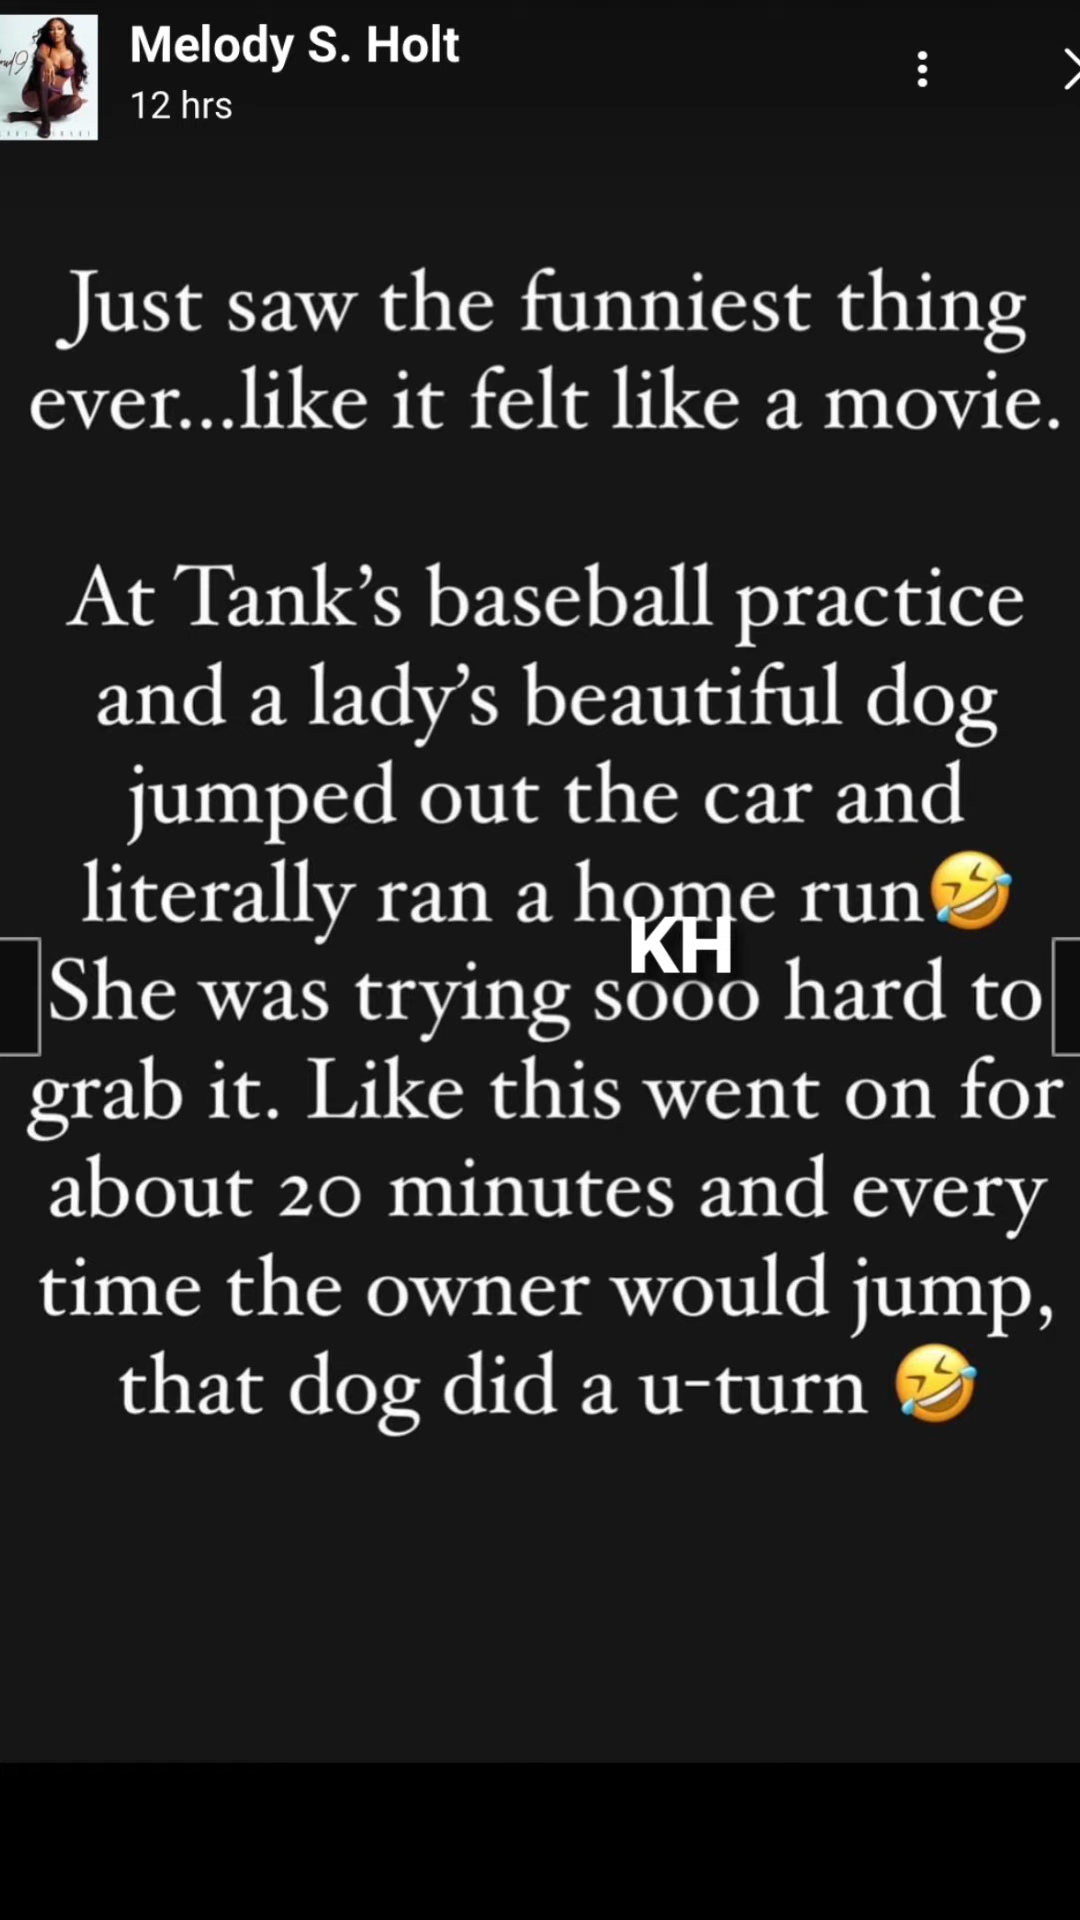 Melody S. Holt
12 hrs
Just saw the funniest thing
ever...like it felt like a movie.
At Tank’s baseball practice
and a lady’s beautiful dog
jumped out the car and
literally ran a home run🤣
KH
She was trying sooo hard to
grab it. Like this went on for
about 20 minutes and every
time the owner would jump,
that dog did a u-turn 🤣